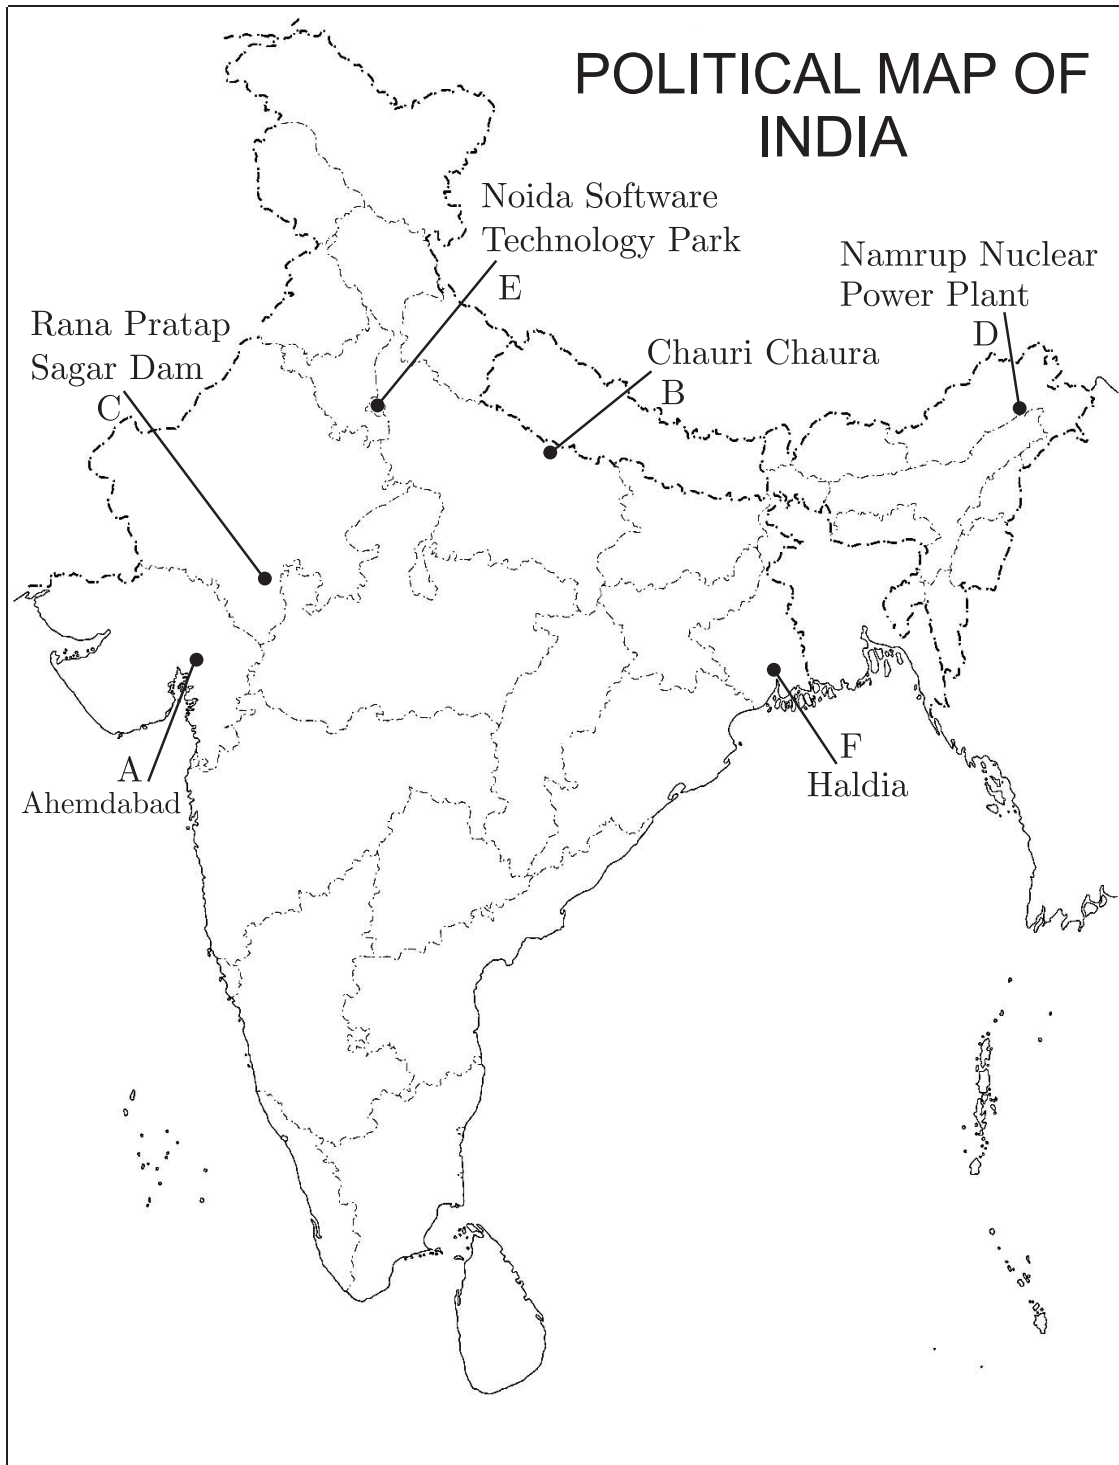 POLITICAL MAP OF
INDIA
Noida Software
Technology Park
E
Namrup Nuclear
Power Plant
D
Rana Pratap
Sagar Dam
C
Chauri Chaura
B
A
Ahemdabad
F
Haldia